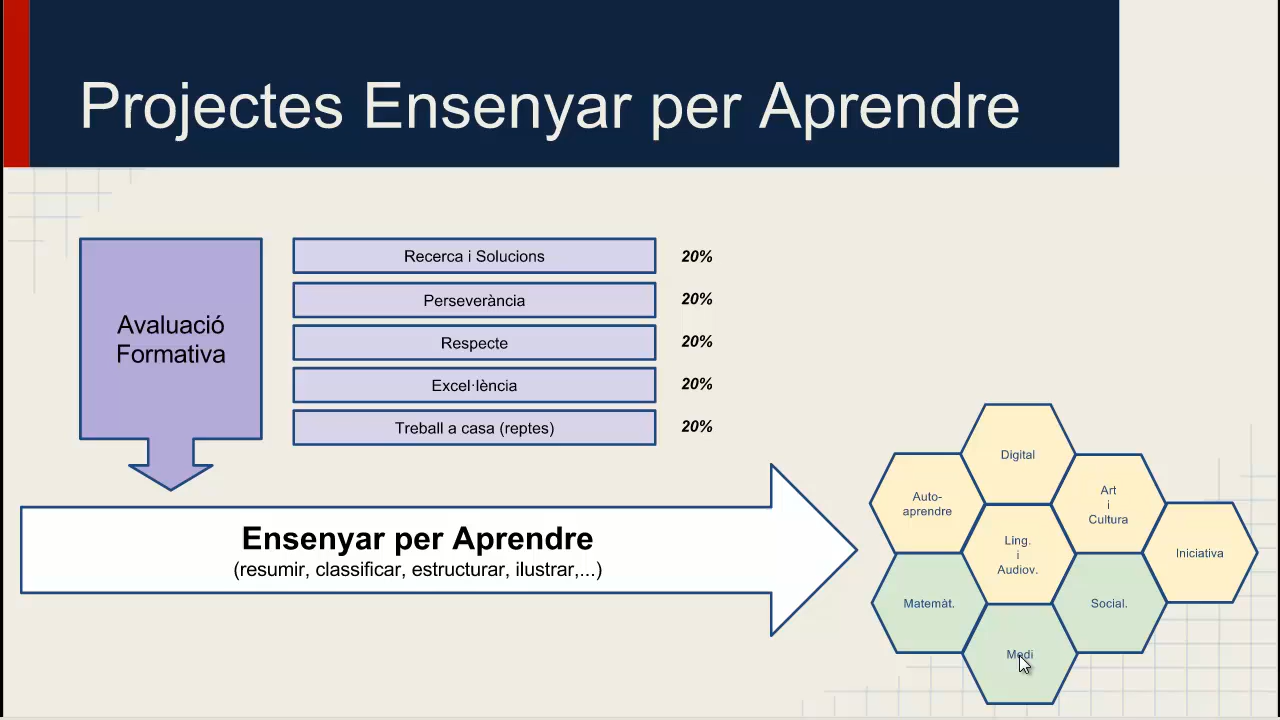 Projectes Ensenyar per Aprendre
Avaluació
Formativa
Recerca i Solucions
20%
Perseverància
20%
Respecte
20%
Excel·lència
20%
Treball a casa (reptes)
20%
Ensenyar per Aprendre
(resumir, classificar, estructurar, ilustrar,...)
Digital
Auto-
aprendre
Art
i
Cultura
Ling.
i
Audiov.
Iniciativa
Matemàt.
Social.
Medi